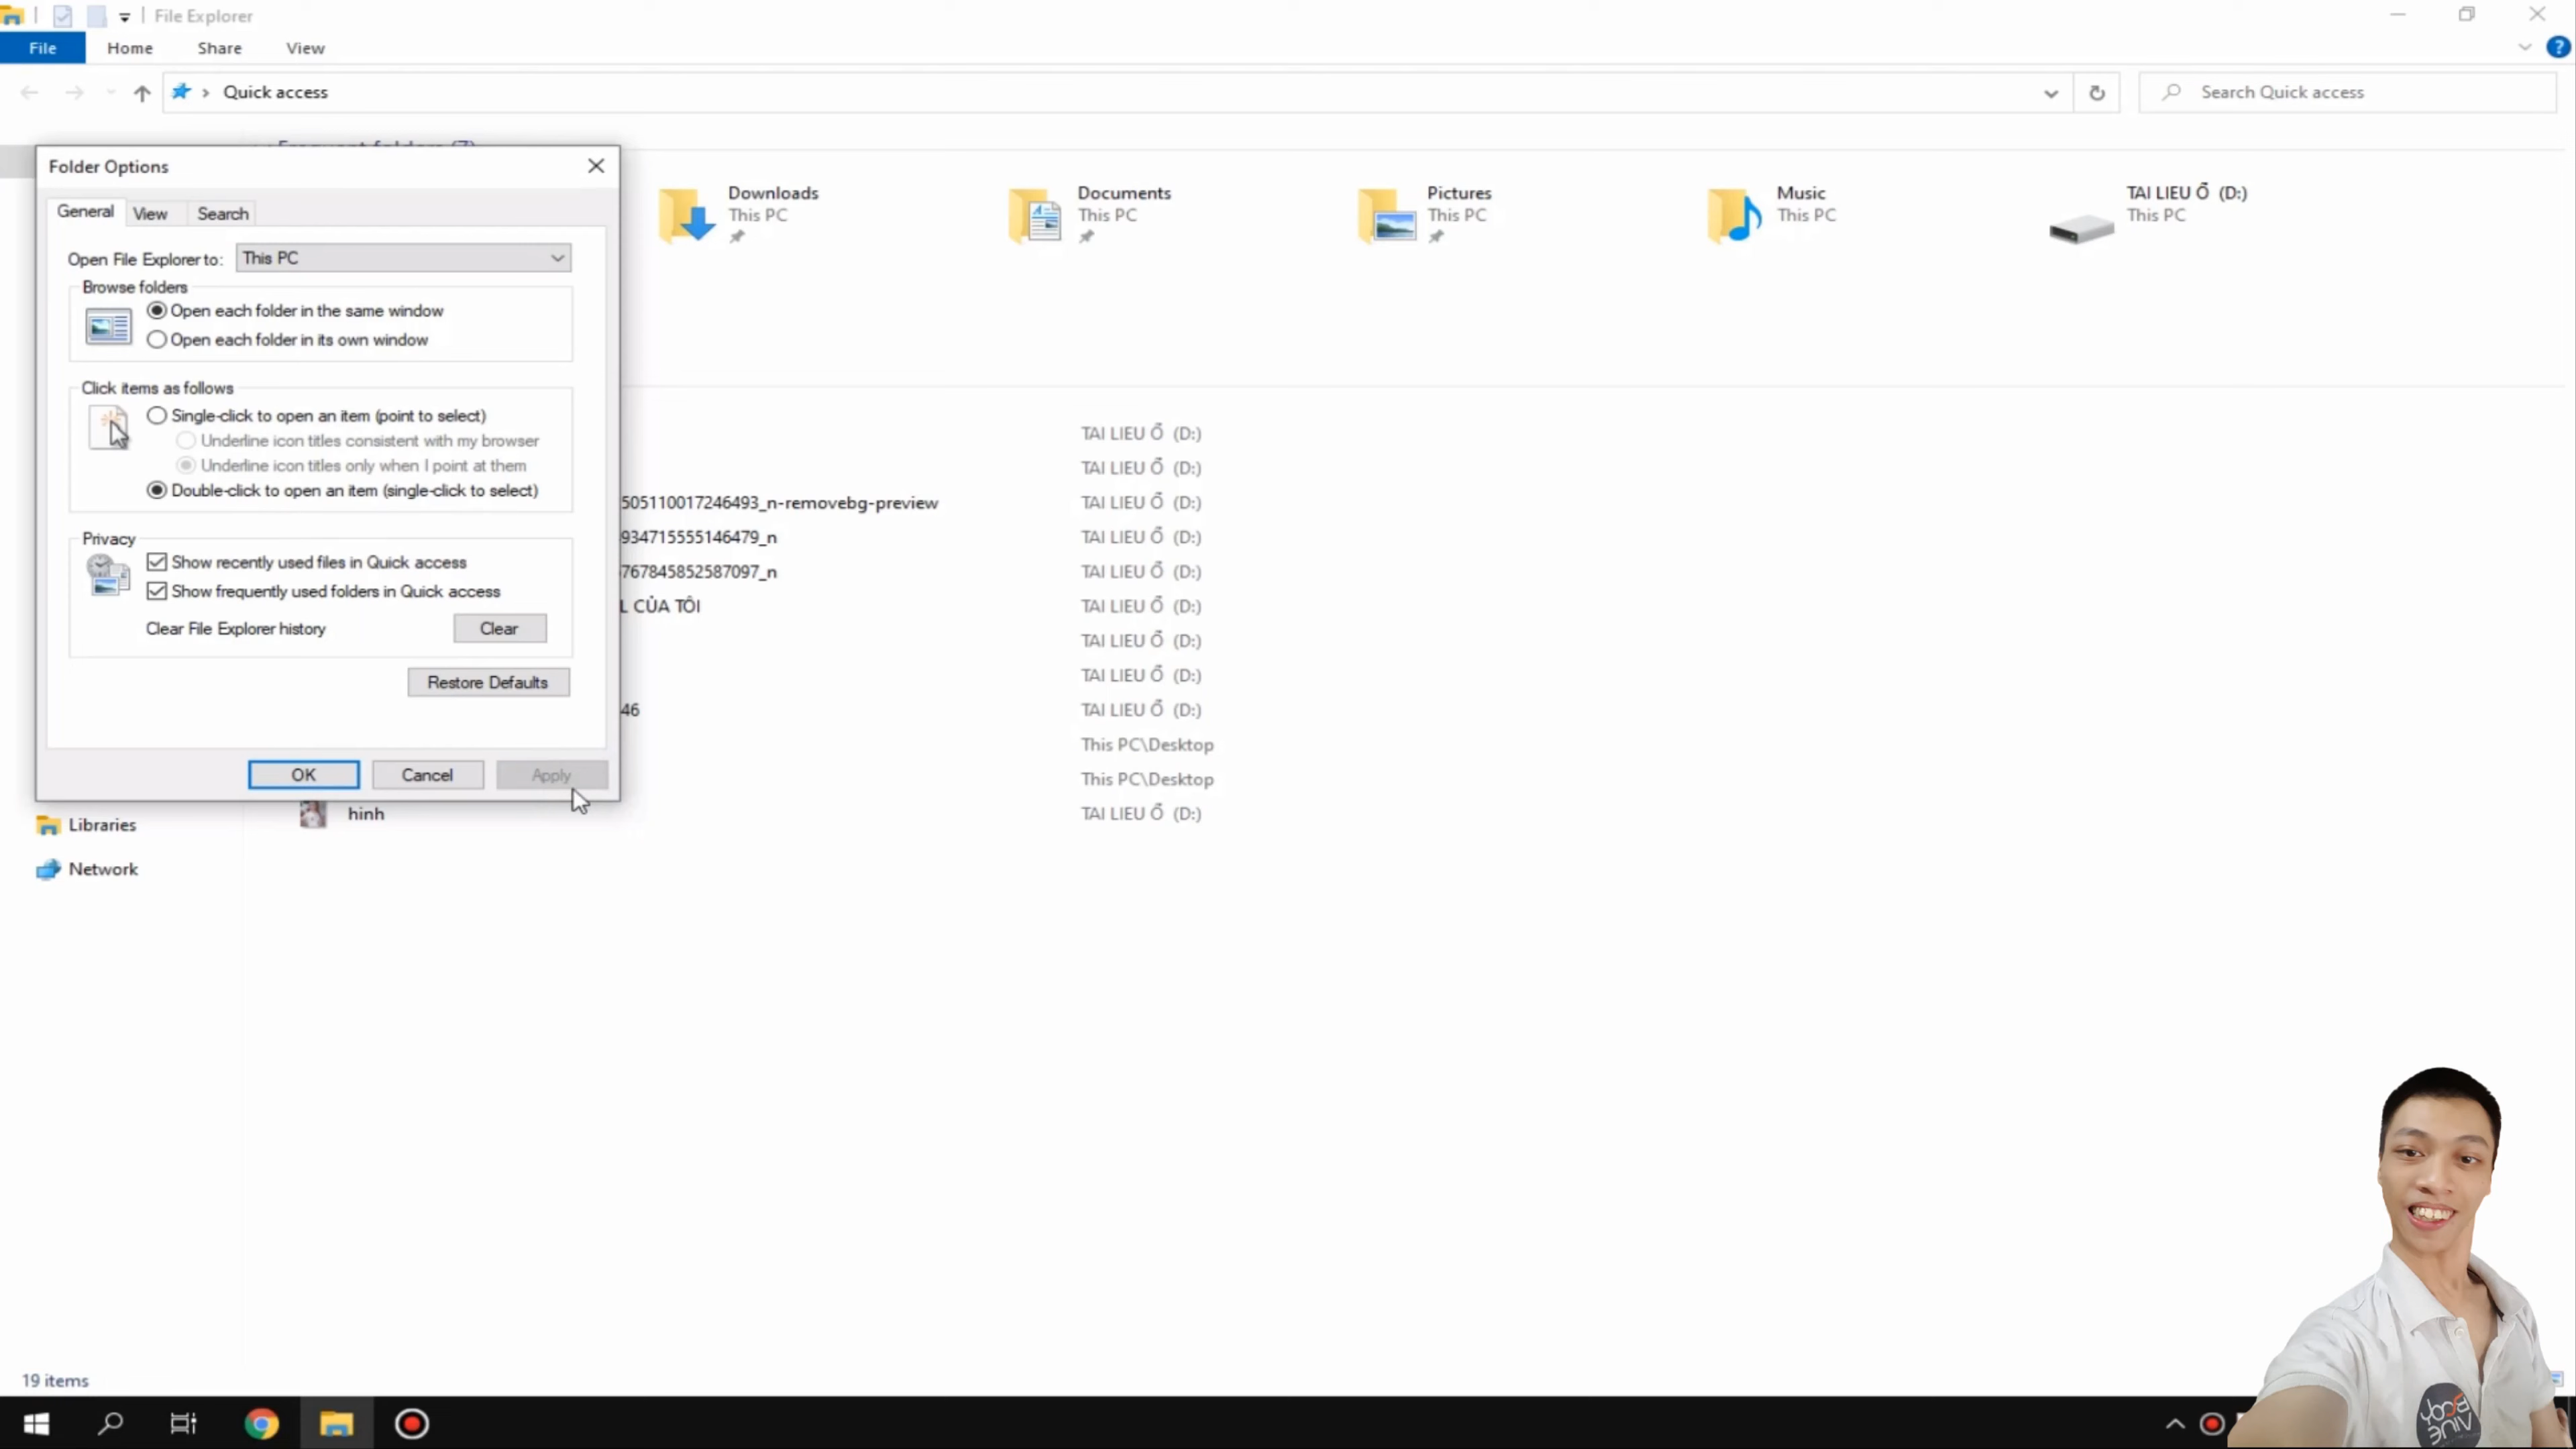 File Explorer
File Home Share View
Quick access
Search Quick access
Folder Options
General View Search
Open File Explorer to: This PC
Browse folders
Open each folder in the same window
Open each folder in its own window
Click items as follows
Single-click to open an item (point to select)
Underline icon titles consistent with my browser
Underline icon titles only when I point at them
Double-click to open an item (single-click to select)
Privacy
Show recently used files in Quick access
Show frequently used folders in Quick access
Clear File Explorer history Clear
Restore Defaults
OK Cancel Apply
Downloads
This PC
Documents
This PC
Pictures
This PC
Music
This PC
TAI LIEU Ổ (D:)
This PC
TAI LIEU Ổ (D:)
TAI LIEU Ổ (D:)
505110017246493_n-removebg-preview TAI LIEU Ổ (D:)
934715555146479_n TAI LIEU Ổ (D:)
767845852587097_n TAI LIEU Ổ (D:)
L CỦA TÔI TAI LIEU Ổ (D:)
TAI LIEU Ổ (D:)
TAI LIEU Ổ (D:)
46 TAI LIEU Ổ (D:)
This PC\Desktop
This PC\Desktop
hinh TAI LIEU Ổ (D:)
Libraries
Network
19 items